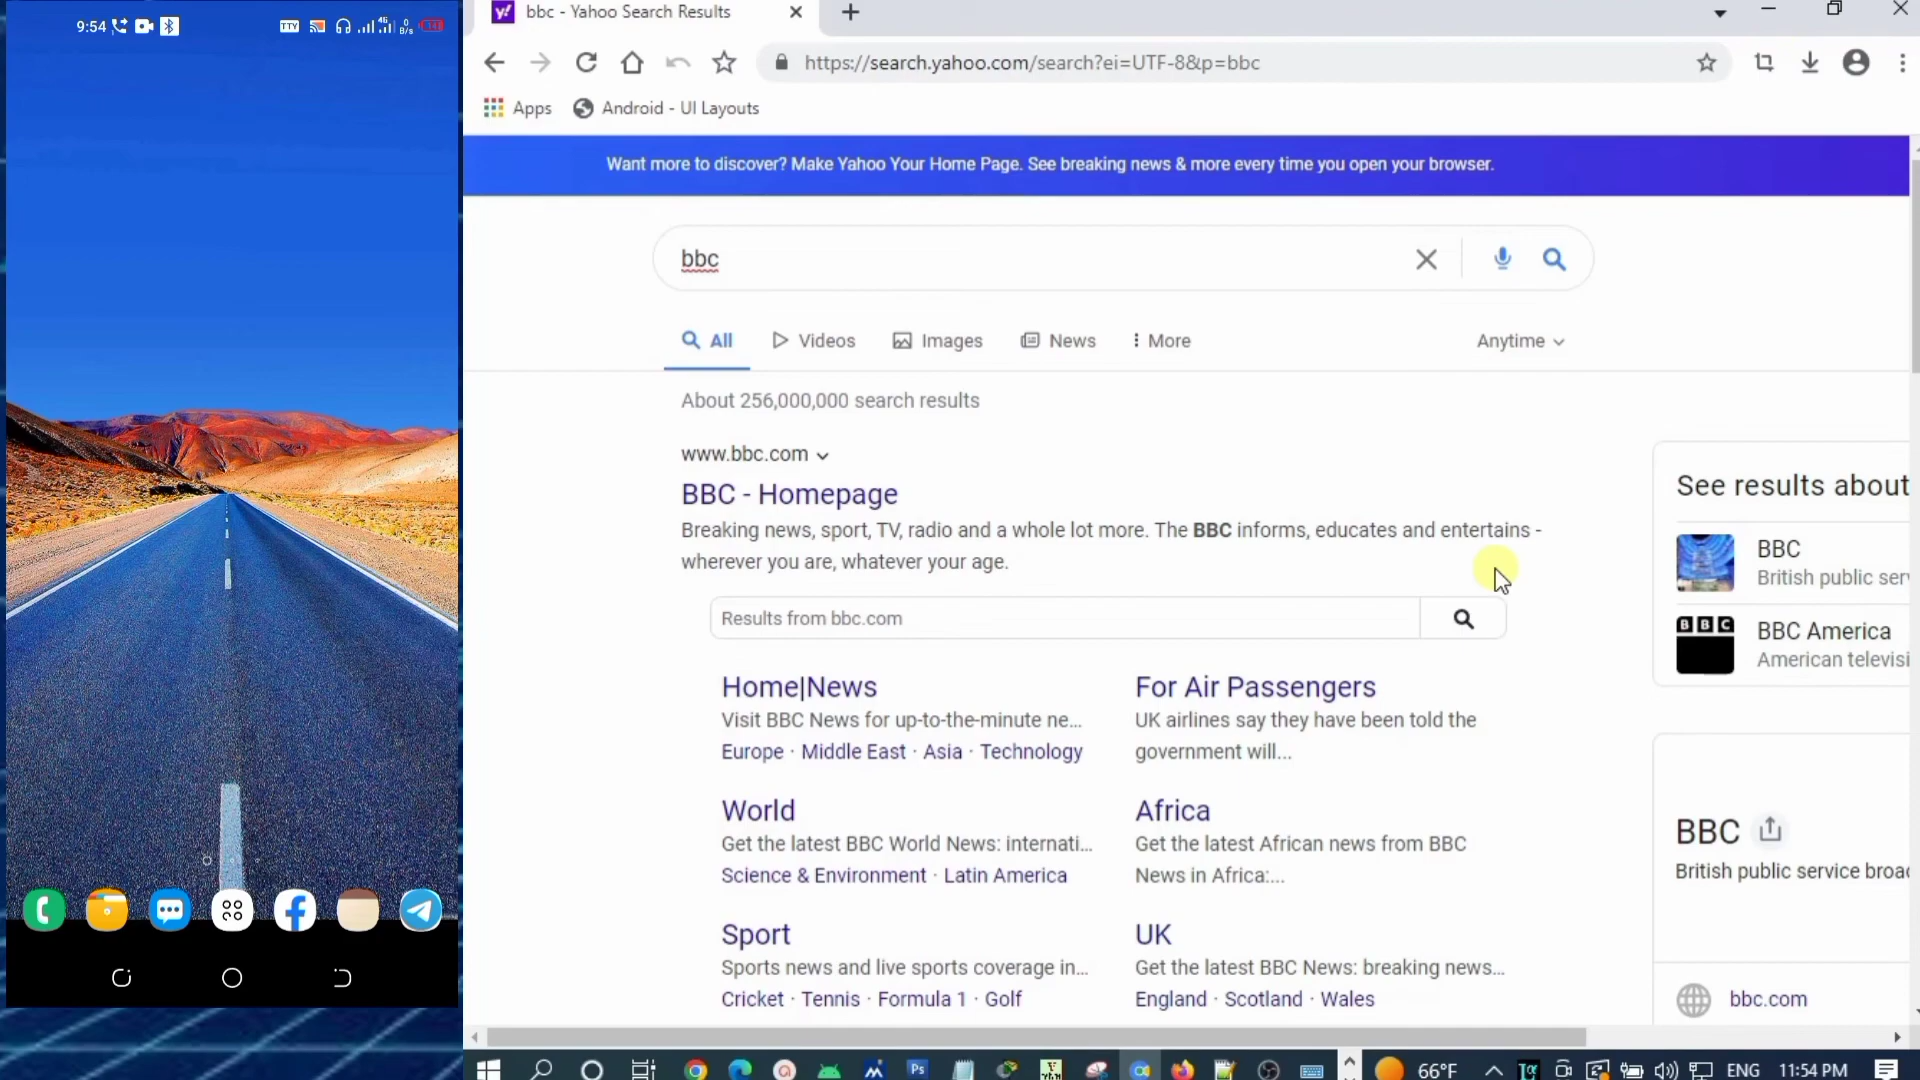 9:54
TTY
4G
0
B/s
bbc - Yahoo Search Results
https://search.yahoo.com/search?ei=UTF-8&p=bbc
Apps
Android - UI Layouts
Want more to discover? Make Yahoo Your Home Page. See breaking news & more every time you open your browser.
bbc
All
Videos
Images
News
More
Anytime
About 256,000,000 search results
www.bbc.com
BBC - Homepage
Breaking news, sport, TV, radio and a whole lot more. The BBC informs, educates and entertains -
wherever you are, whatever your age.
Results from bbc.com
Home|News
Visit BBC News for up-to-the-minute ne...
Europe · Middle East · Asia · Technology
For Air Passengers
UK airlines say they have been told the
government will...
World
Get the latest BBC World News: internati...
Science & Environment · Latin America
Africa
Get the latest African news from BBC
News in Africa:...
Sport
Sports news and live sports coverage in...
Cricket · Tennis · Formula 1 · Golf
UK
Get the latest BBC News: breaking news...
England · Scotland · Wales
See results about
BBC
British public ser
BBC America
American televisi
BBC
British public service broa
bbc.com
Ps
66°F
ENG
11:54 PM